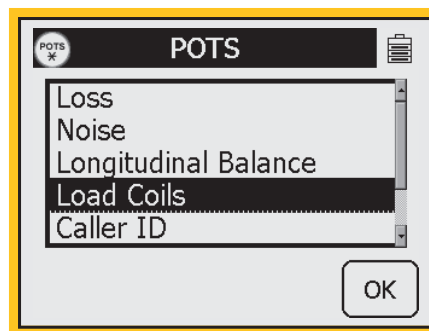 POTS
*
POTS
Loss
Noise
Longitudinal Balance
Load Coils
Caller ID
OK